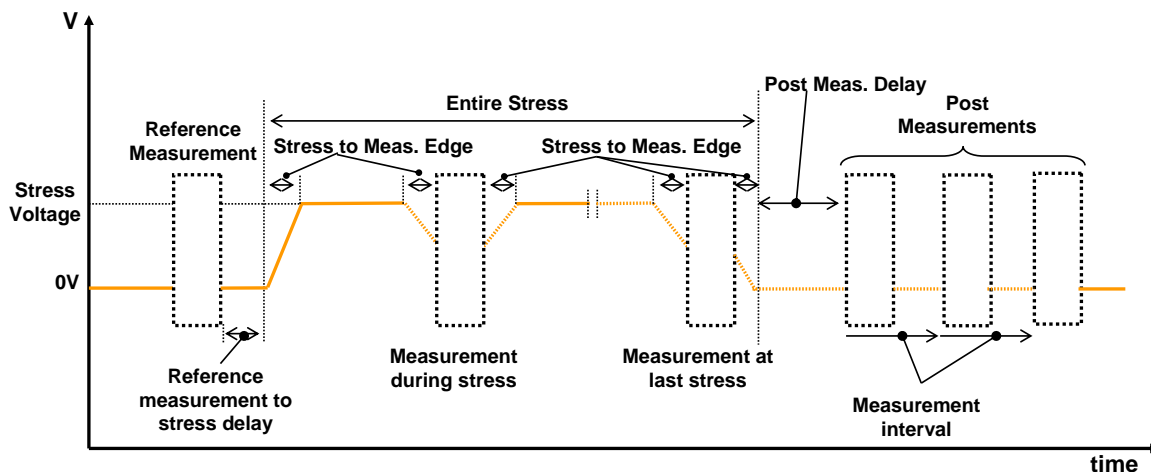 V
Post Meas. Delay
Entire Stress
Post
Measurements
Reference
Measurement
Stress to Meas. Edge
Stress to Meas. Edge
Stress
Voltage
0V
Reference
measurement to
stress delay
Measurement
during stress
Measurement at
last stress
Measurement
interval
time